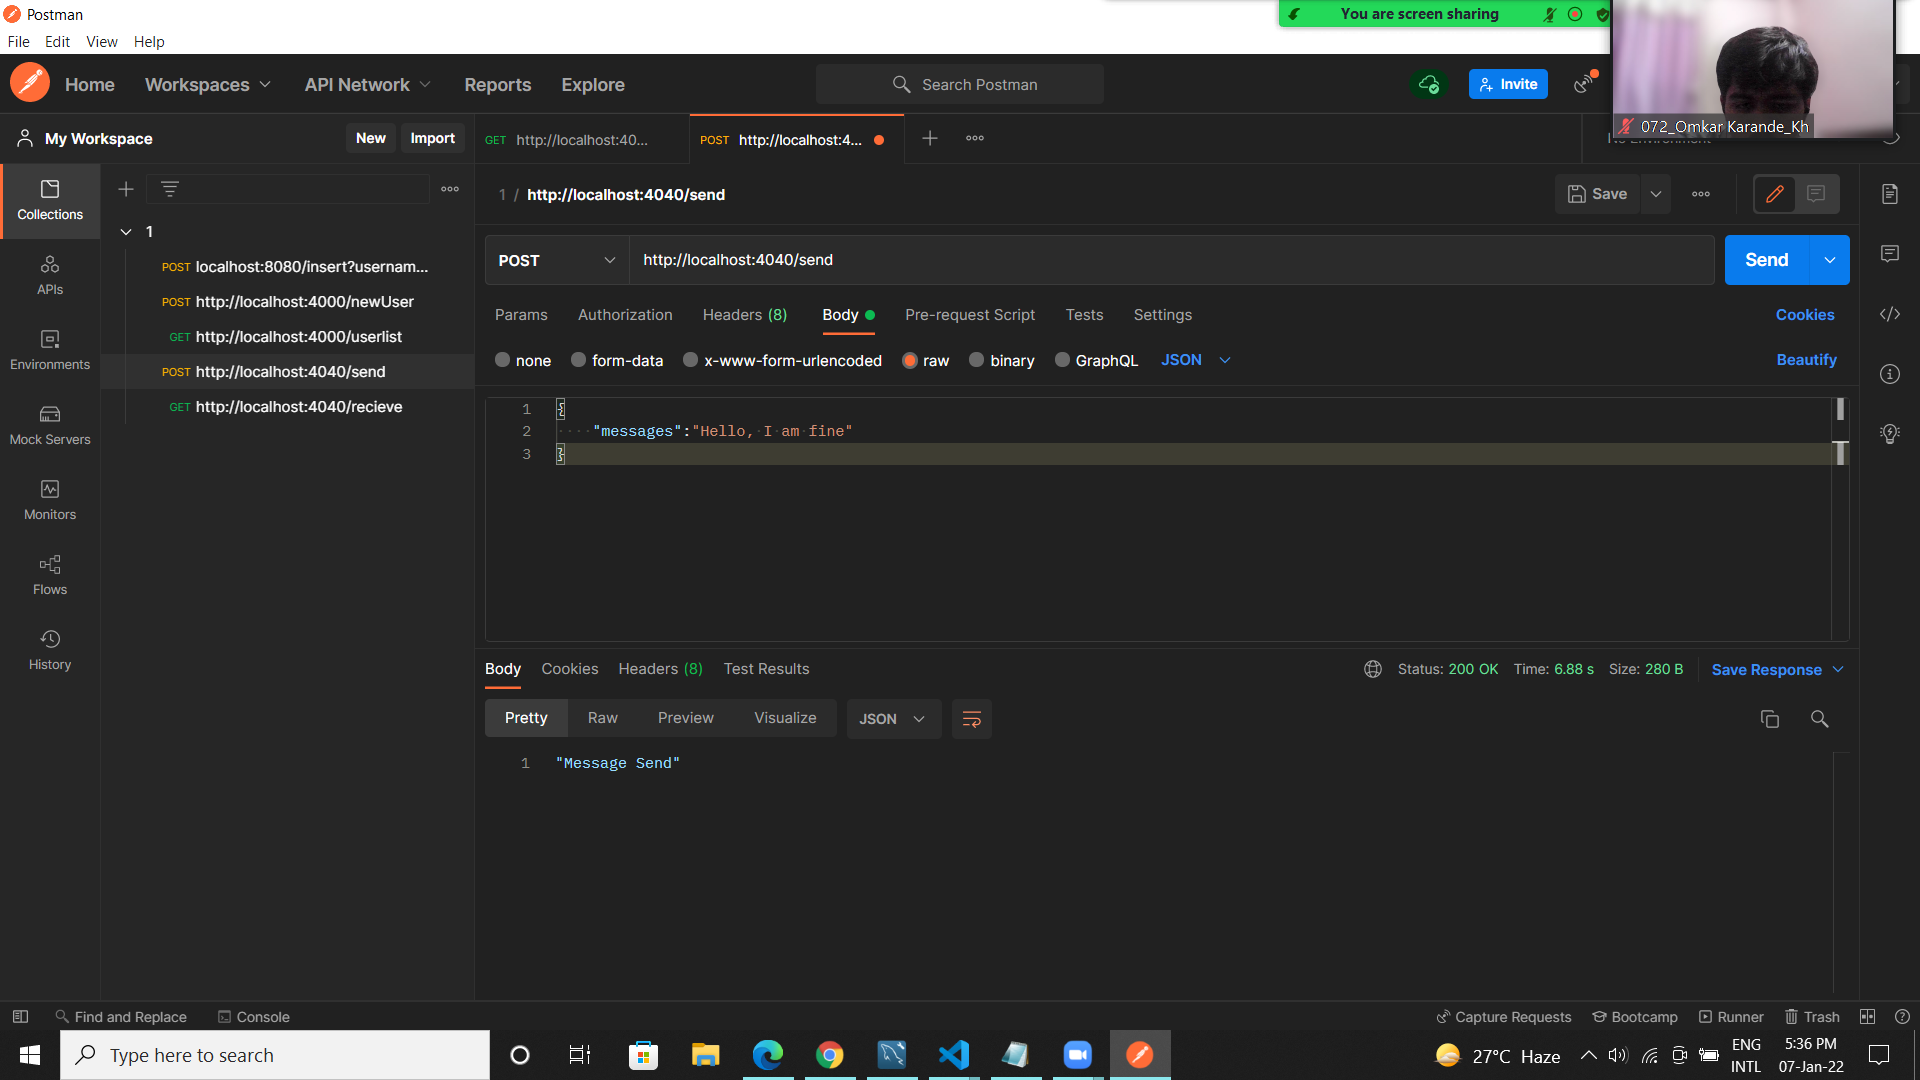 Postman
You are screen sharing
File Edit View Help
Home Workspaces API Network Reports Explore
Search Postman
Invite
072_Omkar Karande_Kh
My Workspace
New Import
GET http://localhost:40...
POST http://localhost:4...
No Environment
Collections
APIs
Environments
Mock Servers
Monitors
Flows
History
1
POST localhost:8080/insert?usernam...
POST http://localhost:4000/newUser
GET http://localhost:4000/userlist
POST http://localhost:4040/send
GET http://localhost:4040/recieve
1 / http://localhost:4040/send
Save
POST http://localhost:4040/send
Send
Params Authorization Headers (8) Body Pre-request Script Tests Settings Cookies
none form-data x-www-form-urlencoded raw binary GraphQL JSON Beautify
1 {
2 "messages":"Hello, I am fine"
3 }
Body Cookies Headers (8) Test Results
Status: 200 OK Time: 6.88 s Size: 280 B Save Response
Pretty Raw Preview Visualize JSON
1 "Message Send"
Find and Replace Console
Capture Requests Bootcamp Runner Trash
Type here to search
27°C Haze
ENG
INTL
5:36 PM
07-Jan-22